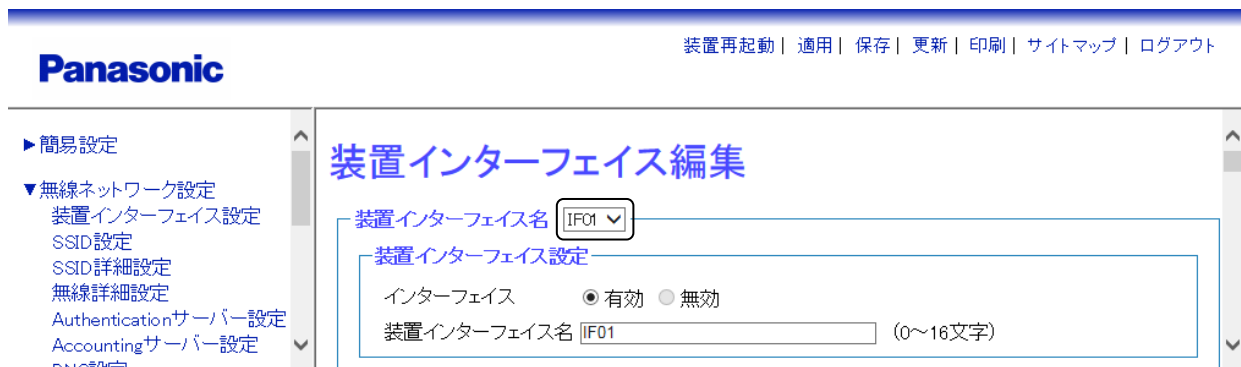 装置再起動｜ 適用｜ 保存｜ 更新｜ 印刷｜ サイトマップ｜ ログアウト
Panasonic
▶簡易設定
▼無線ネットワーク設定
装置インターフェイス設定
SSID設定
SSID詳細設定
無線詳細設定
Authenticationサーバー設定
Accountingサーバー設定
装置インターフェイス編集
装置インターフェイス名 IF01
装置インターフェイス設定
インターフェイス 有効 無効
装置インターフェイス名 IF01 （0～16文字）